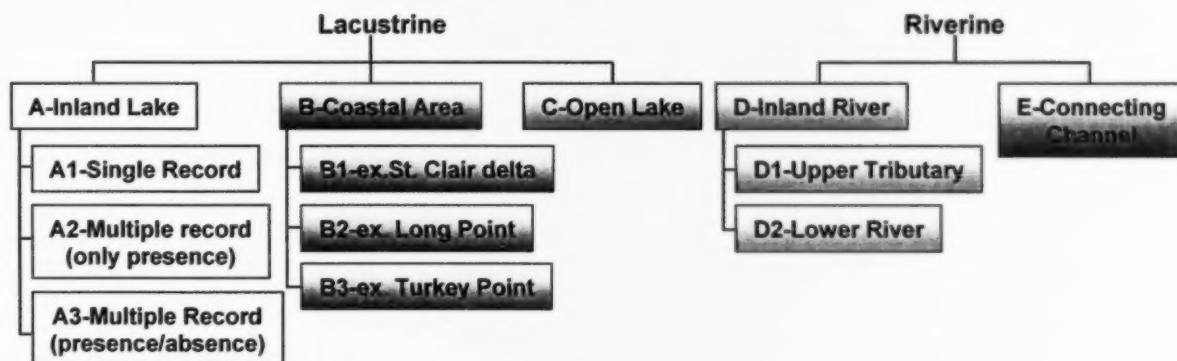 Lacustrine
Riverine
A-Inland Lake
B-Coastal Area
C-Open Lake
D-Inland River
E-Connecting
Channel
A1-Single Record
A2-Multiple record
(only presence)
A3-Multiple Record
(presence/absence)
B1-ex.St. Clair delta
B2-ex. Long Point
B3-ex. Turkey Point
D1-Upper Tributary
D2-Lower River